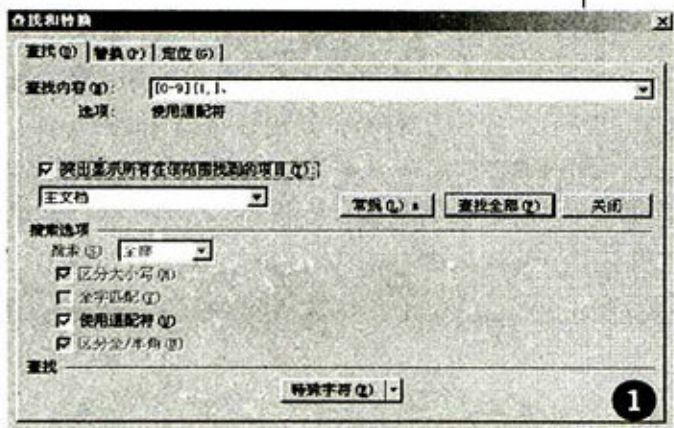 查找和替换
查找(D) 替换(P) 定位(G)
查找内容(N): [0-9]{1,}、
选项: 使用通配符
突出显示所有在该范围找到的项目(T):
主文档
常规(L) 查找全部(F) 关闭
搜索选项
搜索(S) 全部
区分大小写(H)
全字匹配(Y)
使用通配符(U)
区分全/半角(M)
查找
特殊字符(E)
1